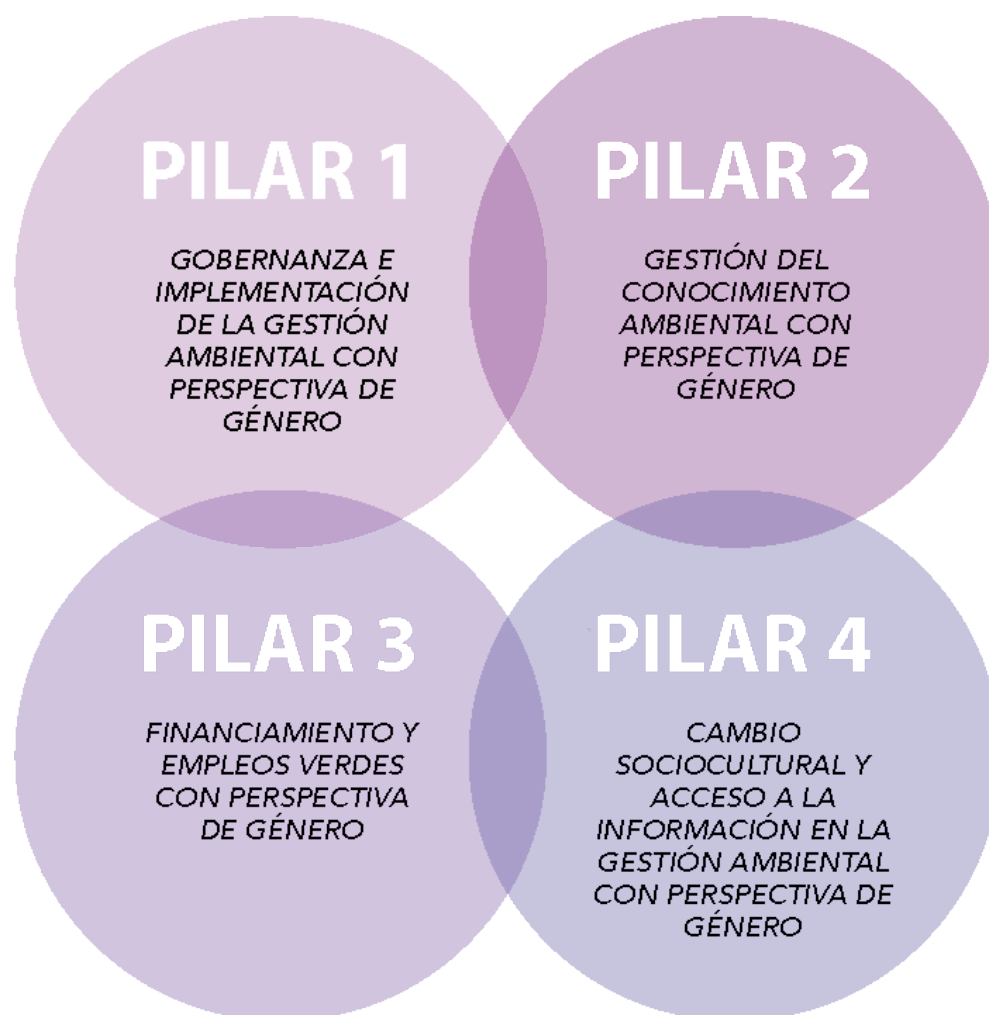 PILAR 1
GOBERNANZA E
IMPLEMENTACIÓN
DE LA GESTIÓN
AMBIENTAL CON
PERSPECTIVA DE
GÉNERO
PILAR 2
GESTIÓN DEL
CONOCIMIENTO
AMBIENTAL CON
PERSPECTIVA DE
GÉNERO
PILAR 3
FINANCIAMIENTO Y
EMPLEOS VERDES
CON PERSPECTIVA
DE GÉNERO
PILAR 4
CAMBIO
SOCIOCULTURAL Y
ACCESO A LA
INFORMACIÓN EN LA
GESTIÓN AMBIENTAL
CON PERSPECTIVA DE
GÉNERO